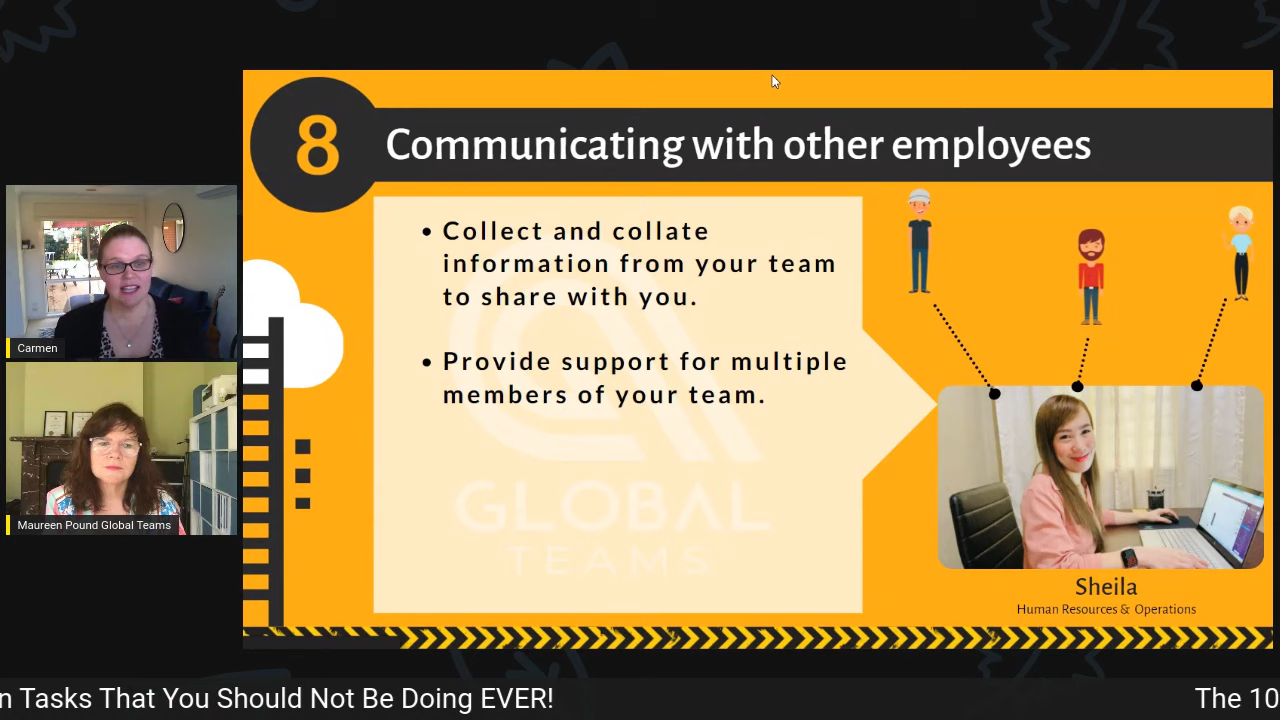 8
Communicating with other employees
• Collect and collate
information from your team
to share with you.
• Provide support for multiple
members of your team.
GLOBAL
TEAMS
Sheila
Human Resources & Operations
Carmen
Maureen Pound Global Teams
n Tasks That You Should Not Be Doing EVER!
The 10